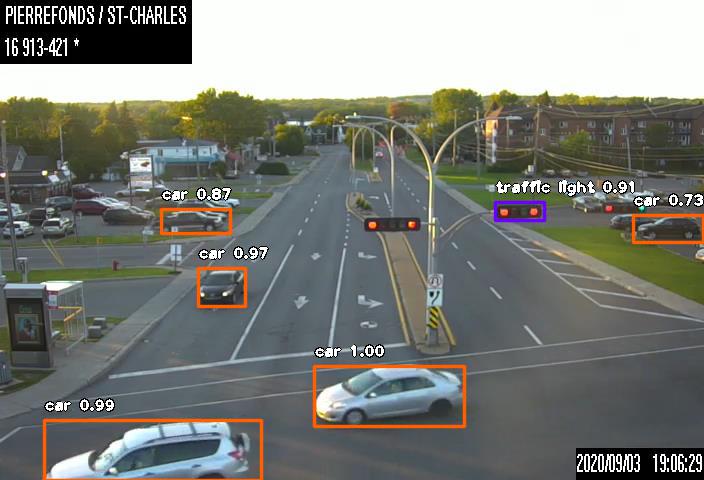 PIERREFONDS / ST-CHARLES
16 913-421 *
car 0.87
traffic light 0.91
car 0.73
car 0.97
car 1.00
car 0.99
2020/09/03 19:06:29